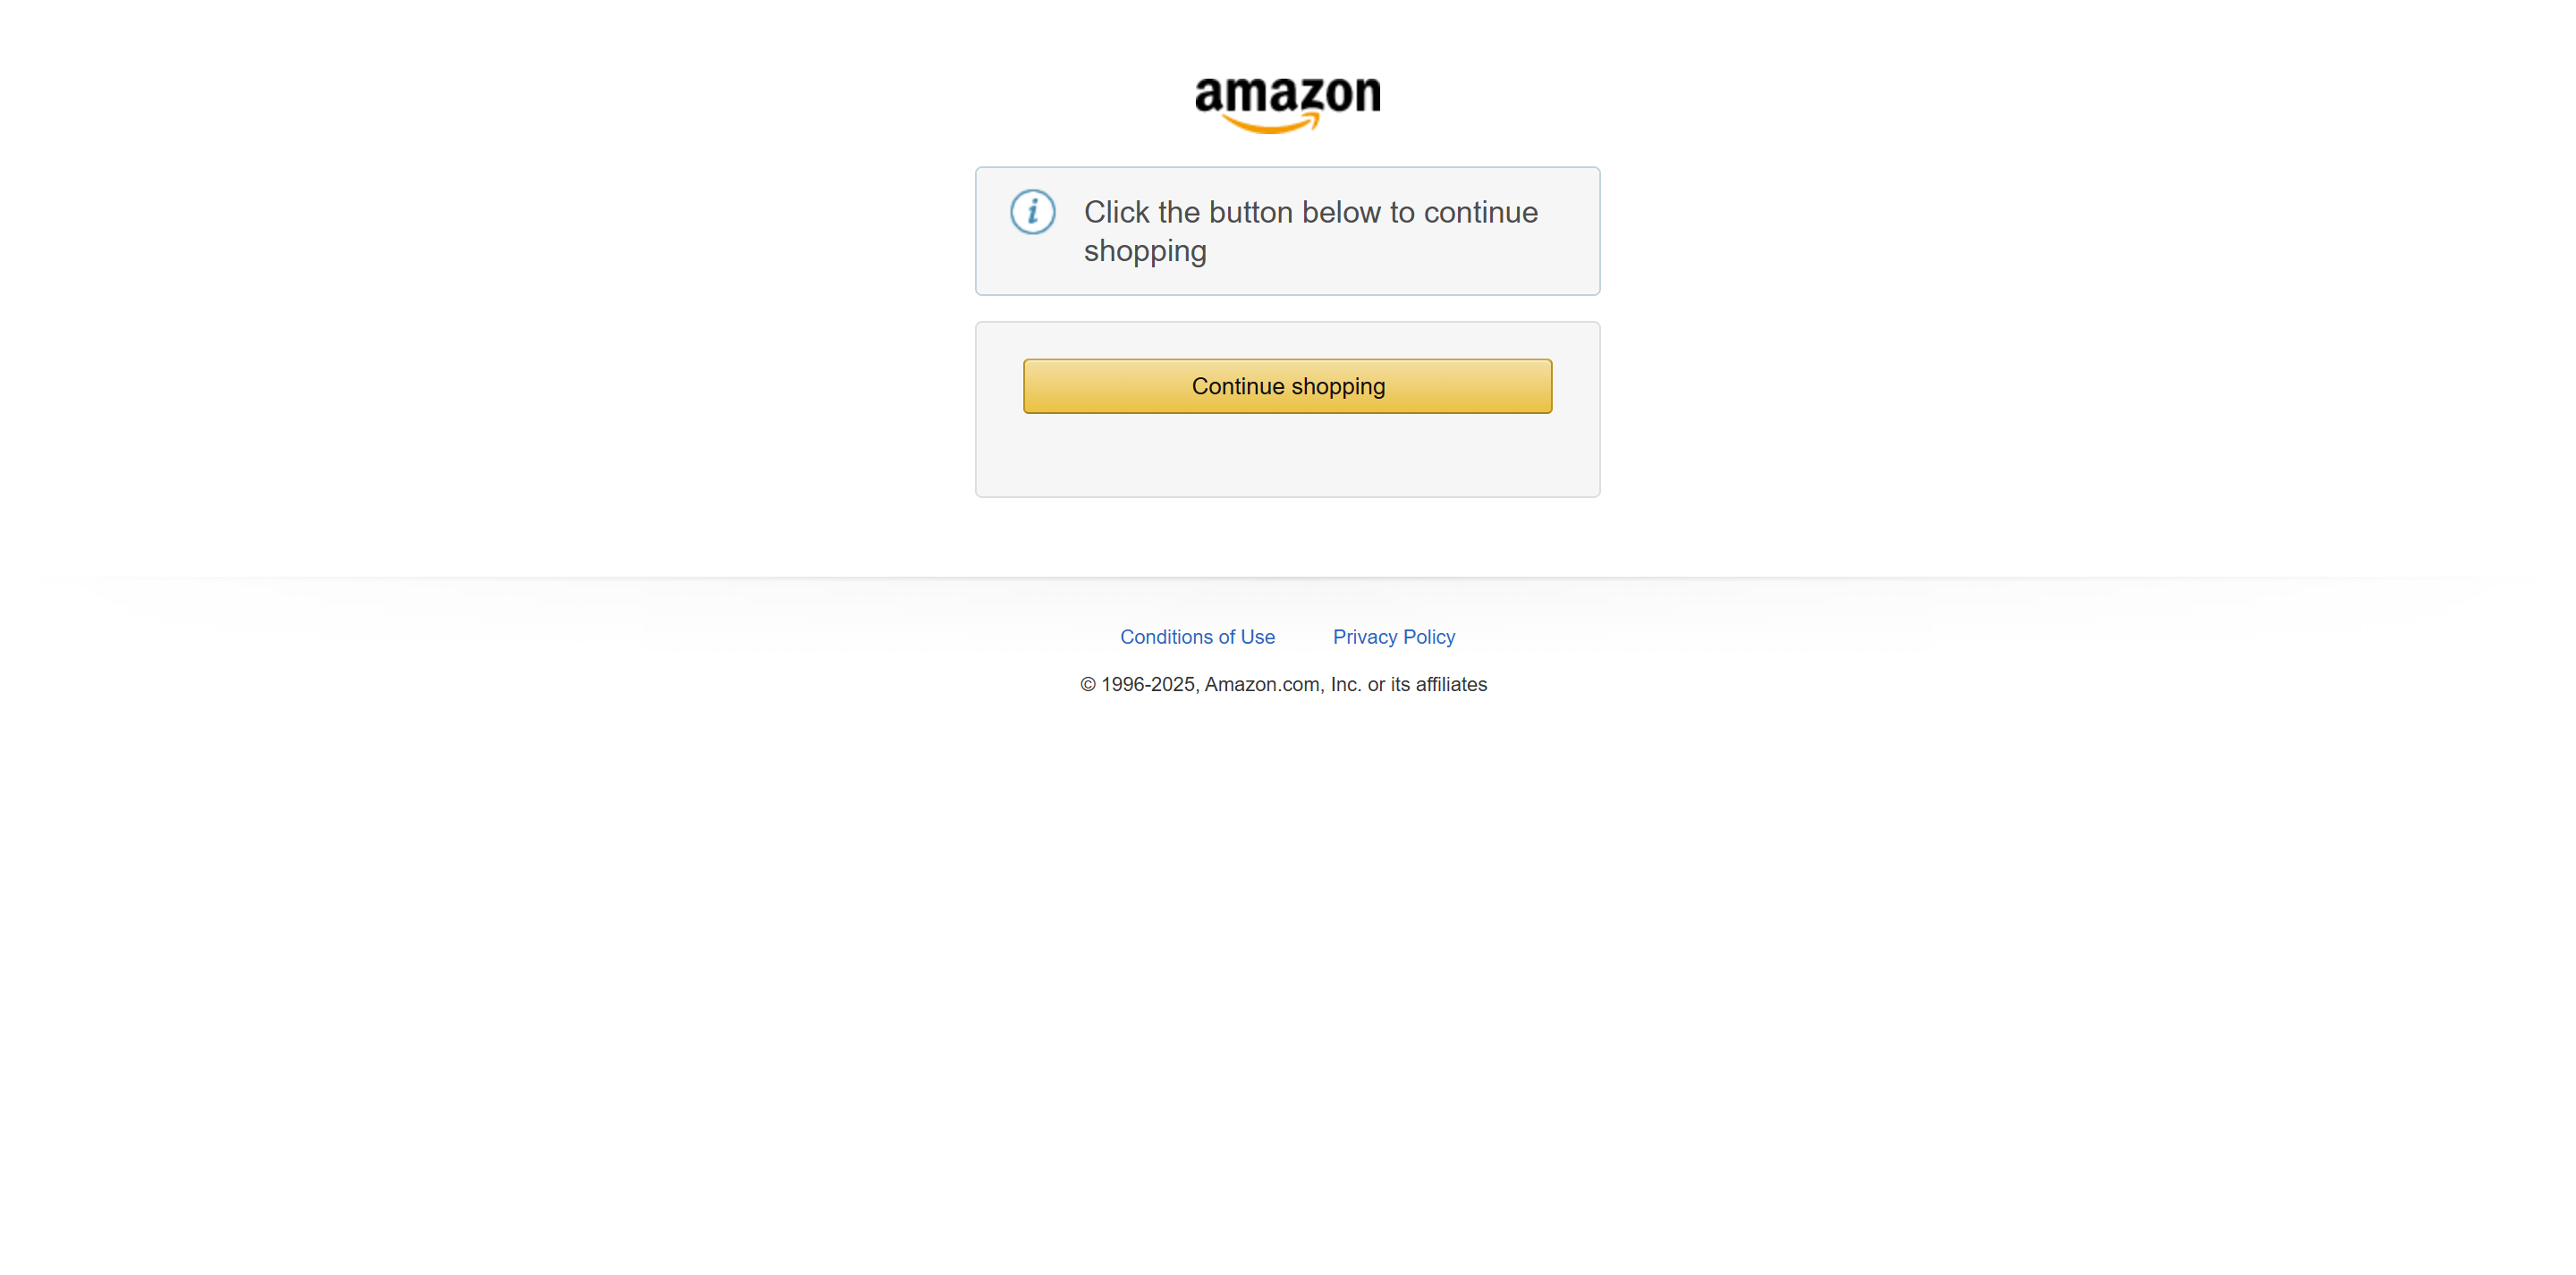 amazon
Click the button below to continue
shopping
Continue shopping
Conditions of Use Privacy Policy
© 1996-2025, Amazon.com, Inc. or its affiliates